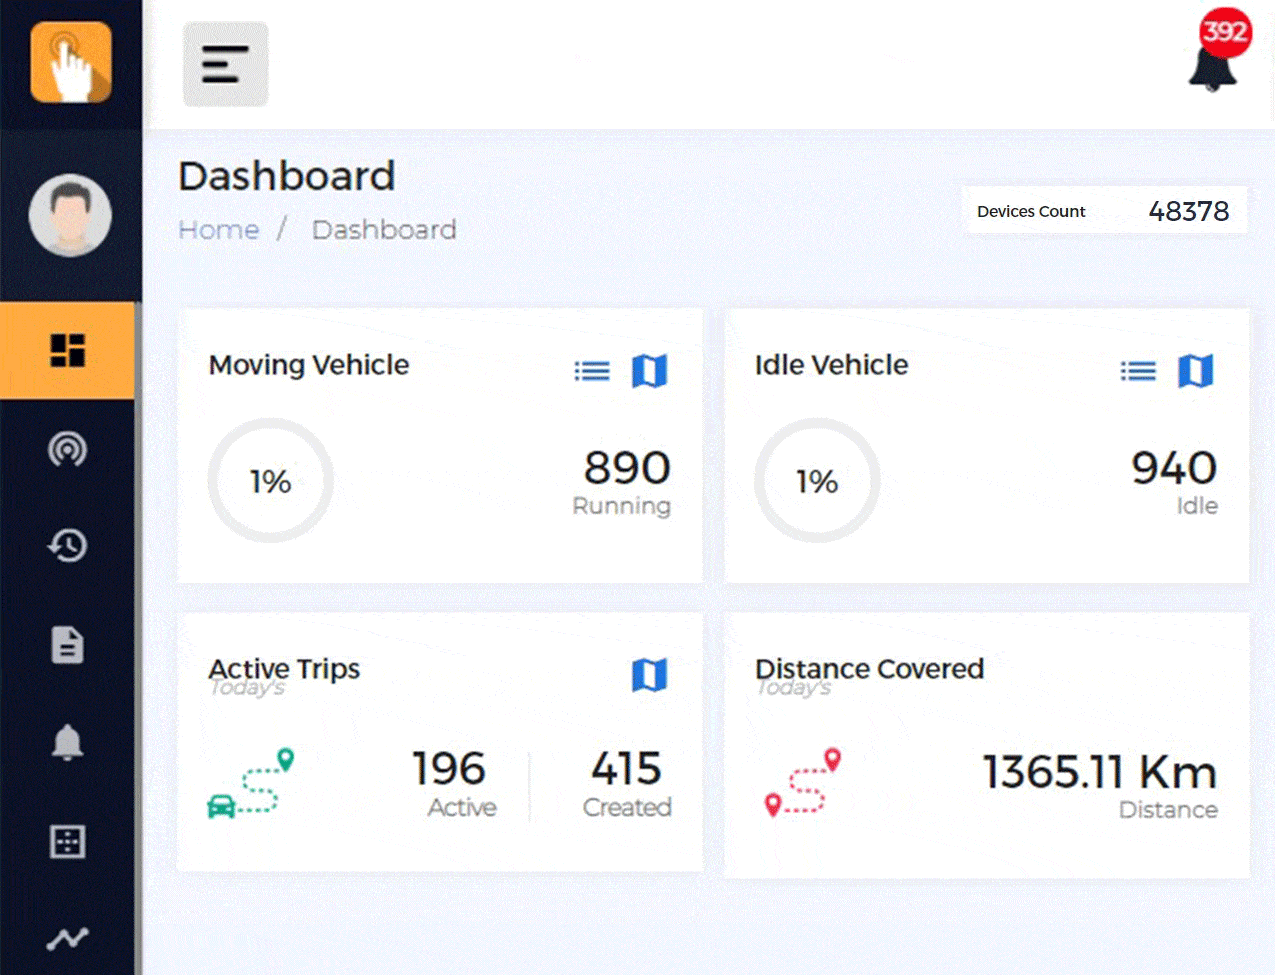 392
Dashboard
Home / Dashboard
Devices Count 48378
Moving Vehicle
1%
890
Running
Idle Vehicle
1%
940
Idle
Active Trips
Today's
196
Active
415
Created
Distance Covered
Today's
1365.11 Km
Distance